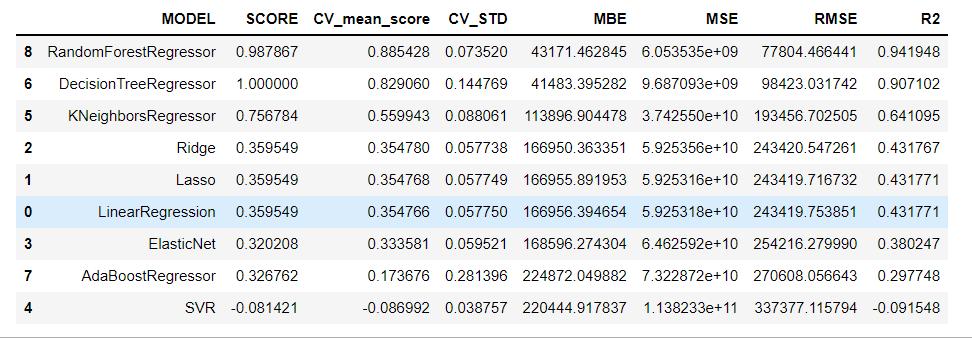 MODEL SCORE CV_mean_score CV_STD MBE MSE RMSE R2
8 RandomForestRegressor 0.987867 0.885428 0.073520 43171.462845 6.053535e+09 77804.466441 0.941948
6 DecisionTreeRegressor 1.000000 0.829060 0.144769 41483.395282 9.687093e+09 98423.031742 0.907102
5 KNeighborsRegressor 0.756784 0.559943 0.088061 113896.904478 3.742550e+10 193456.702505 0.641095
2 Ridge 0.359549 0.354780 0.057738 166950.363351 5.925356e+10 243420.547261 0.431767
1 Lasso 0.359549 0.354768 0.057749 166955.891953 5.925316e+10 243419.716732 0.431771
0 LinearRegression 0.359549 0.354766 0.057750 166956.394654 5.925318e+10 243419.753851 0.431771
3 ElasticNet 0.320208 0.333581 0.059521 168596.274304 6.462592e+10 254216.279990 0.380247
7 AdaBoostRegressor 0.326762 0.173676 0.281396 224872.049882 7.322872e+10 270608.056643 0.297748
4 SVR -0.081421 -0.086992 0.038757 220444.917837 1.138233e+11 337377.115794 -0.091548